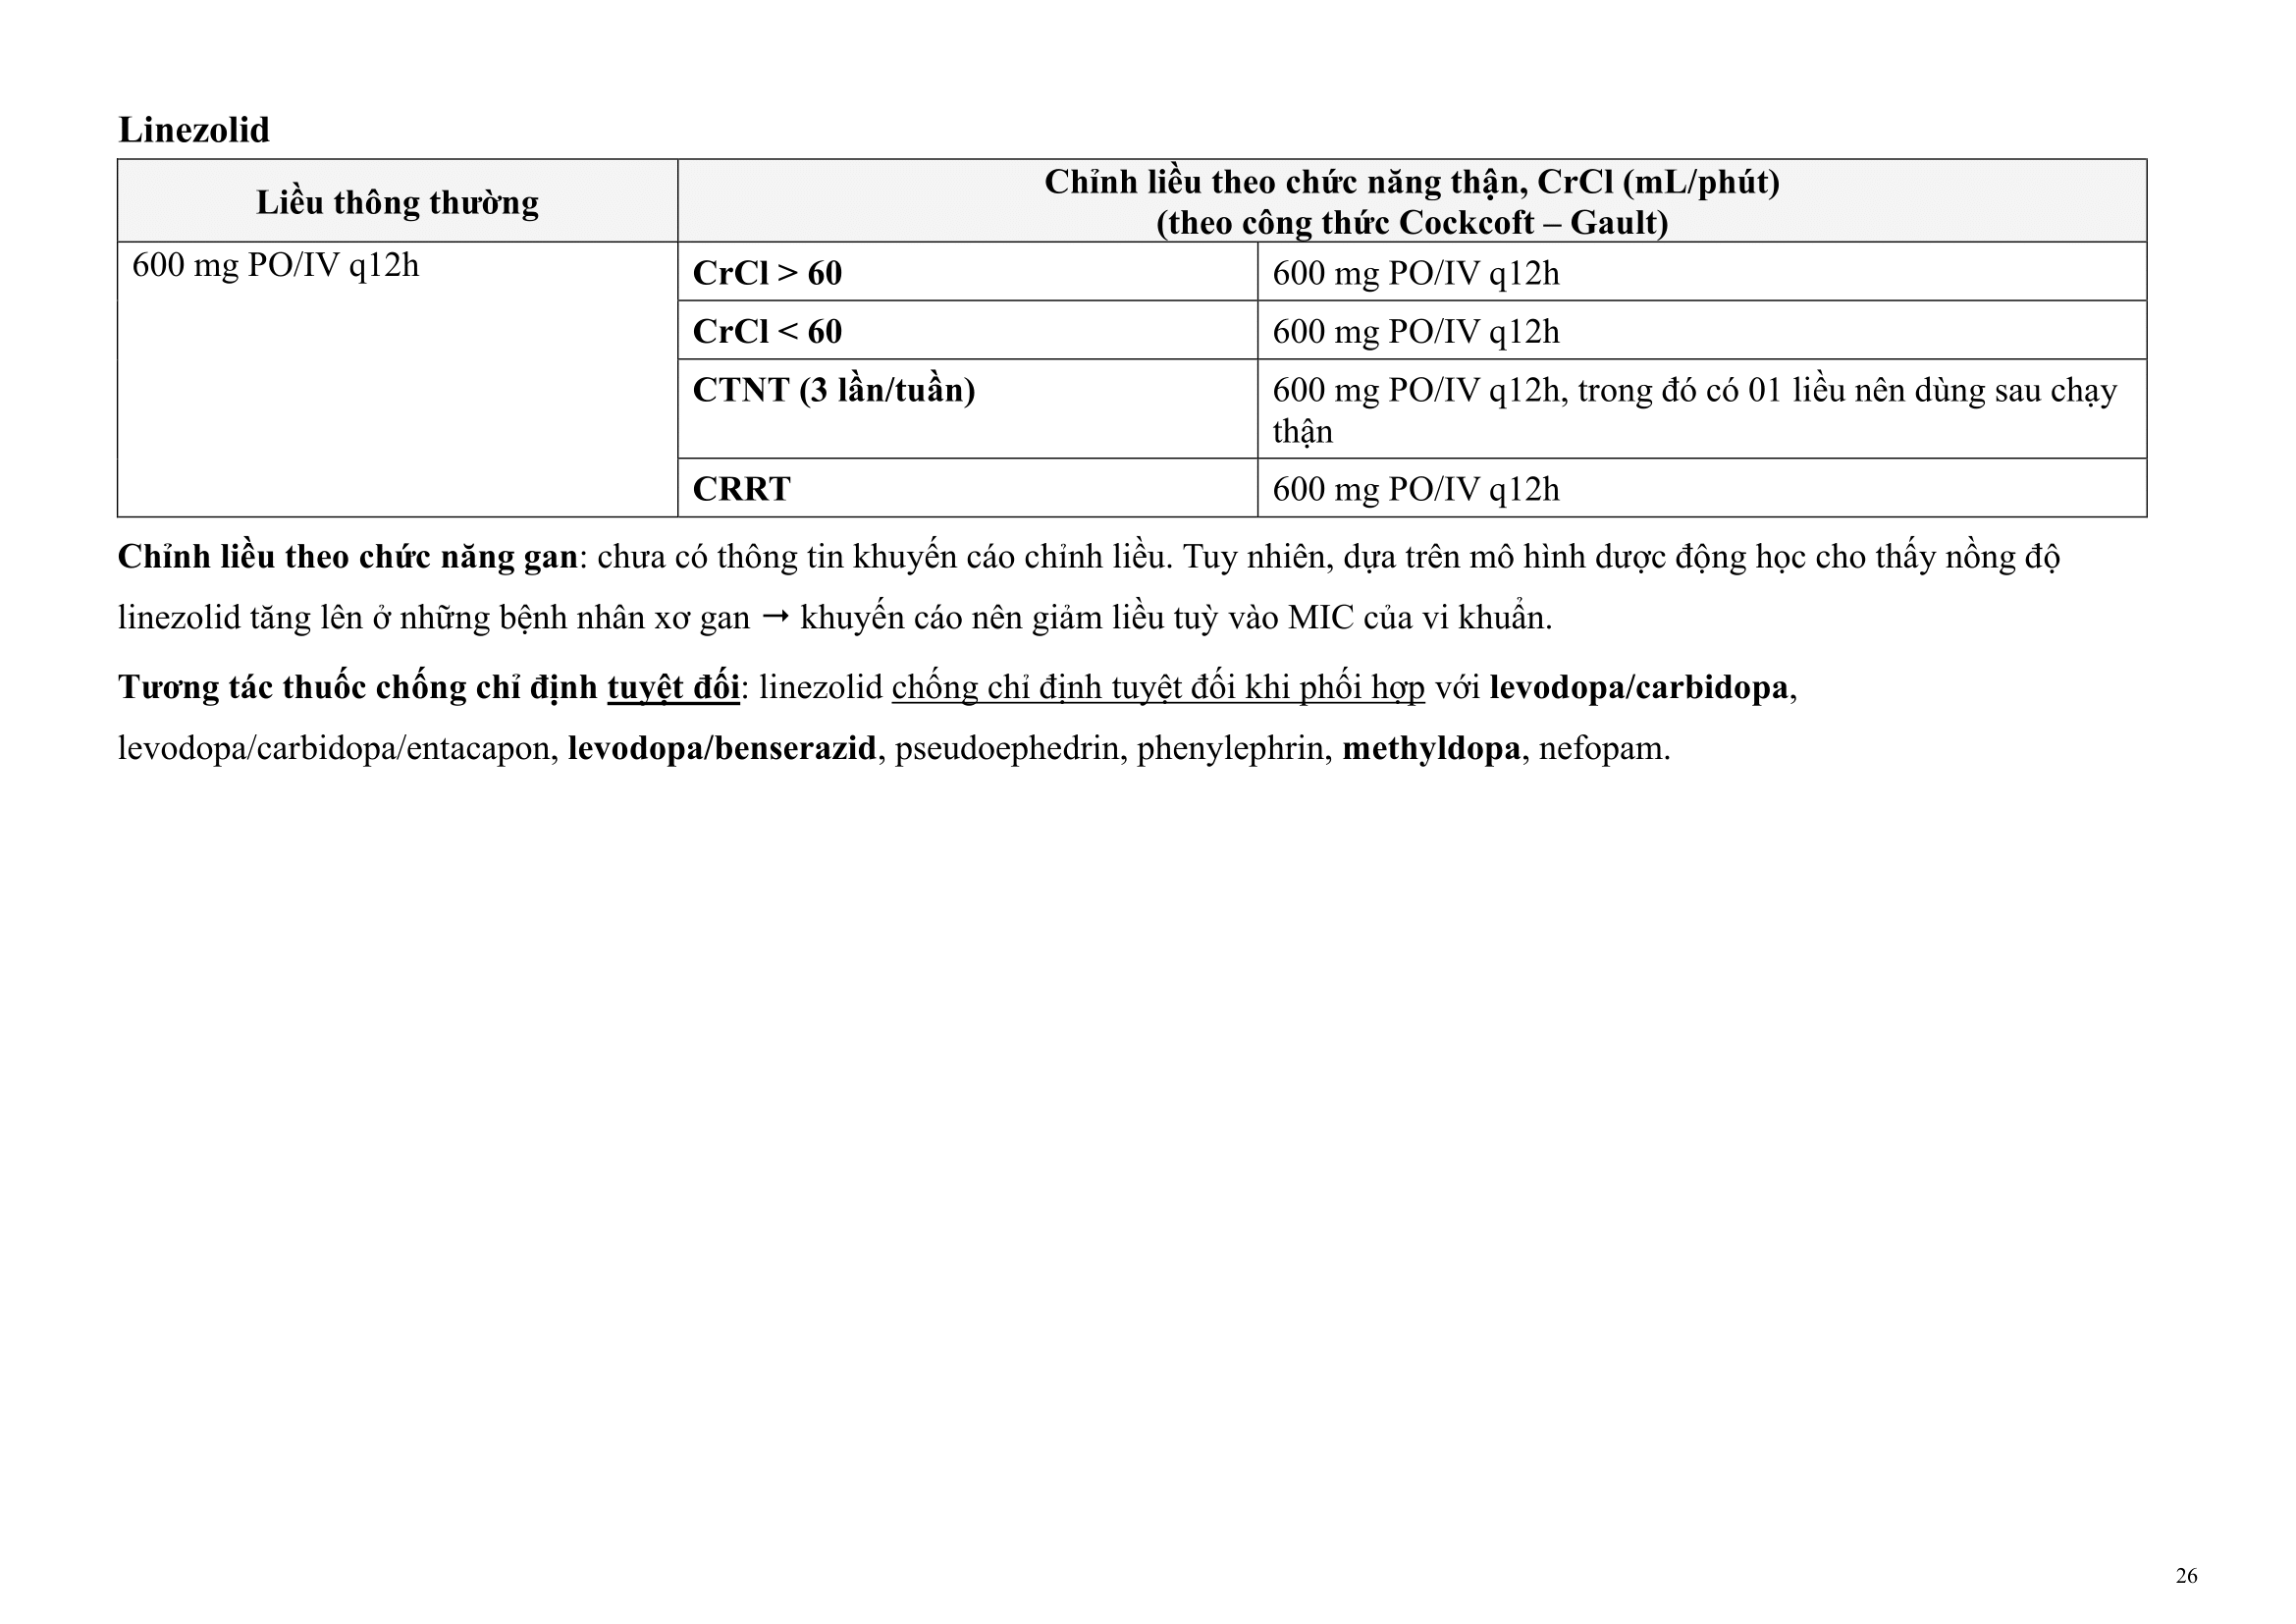 Linezolid
Liều thông thường
Chỉnh liều theo chức năng thận, CrCl (mL/phút)
(theo công thức Cockcoft – Gault)
600 mg PO/IV q12h
CrCl > 60
600 mg PO/IV q12h
CrCl < 60
600 mg PO/IV q12h
CTNT (3 lần/tuần)
600 mg PO/IV q12h, trong đó có 01 liều nên dùng sau chạy
thận
CRRT
600 mg PO/IV q12h
Chỉnh liều theo chức năng gan: chưa có thông tin khuyến cáo chỉnh liều. Tuy nhiên, dựa trên mô hình dược động học cho thấy nồng độ
linezolid tăng lên ở những bệnh nhân xơ gan → khuyến cáo nên giảm liều tuỳ vào MIC của vi khuẩn.
Tương tác thuốc chống chỉ định tuyệt đối: linezolid chống chỉ định tuyệt đối khi phối hợp với levodopa/carbidopa,
levodopa/carbidopa/entacapon, levodopa/benserazid, pseudoephedrin, phenylephrin, methyldopa, nefopam.
26